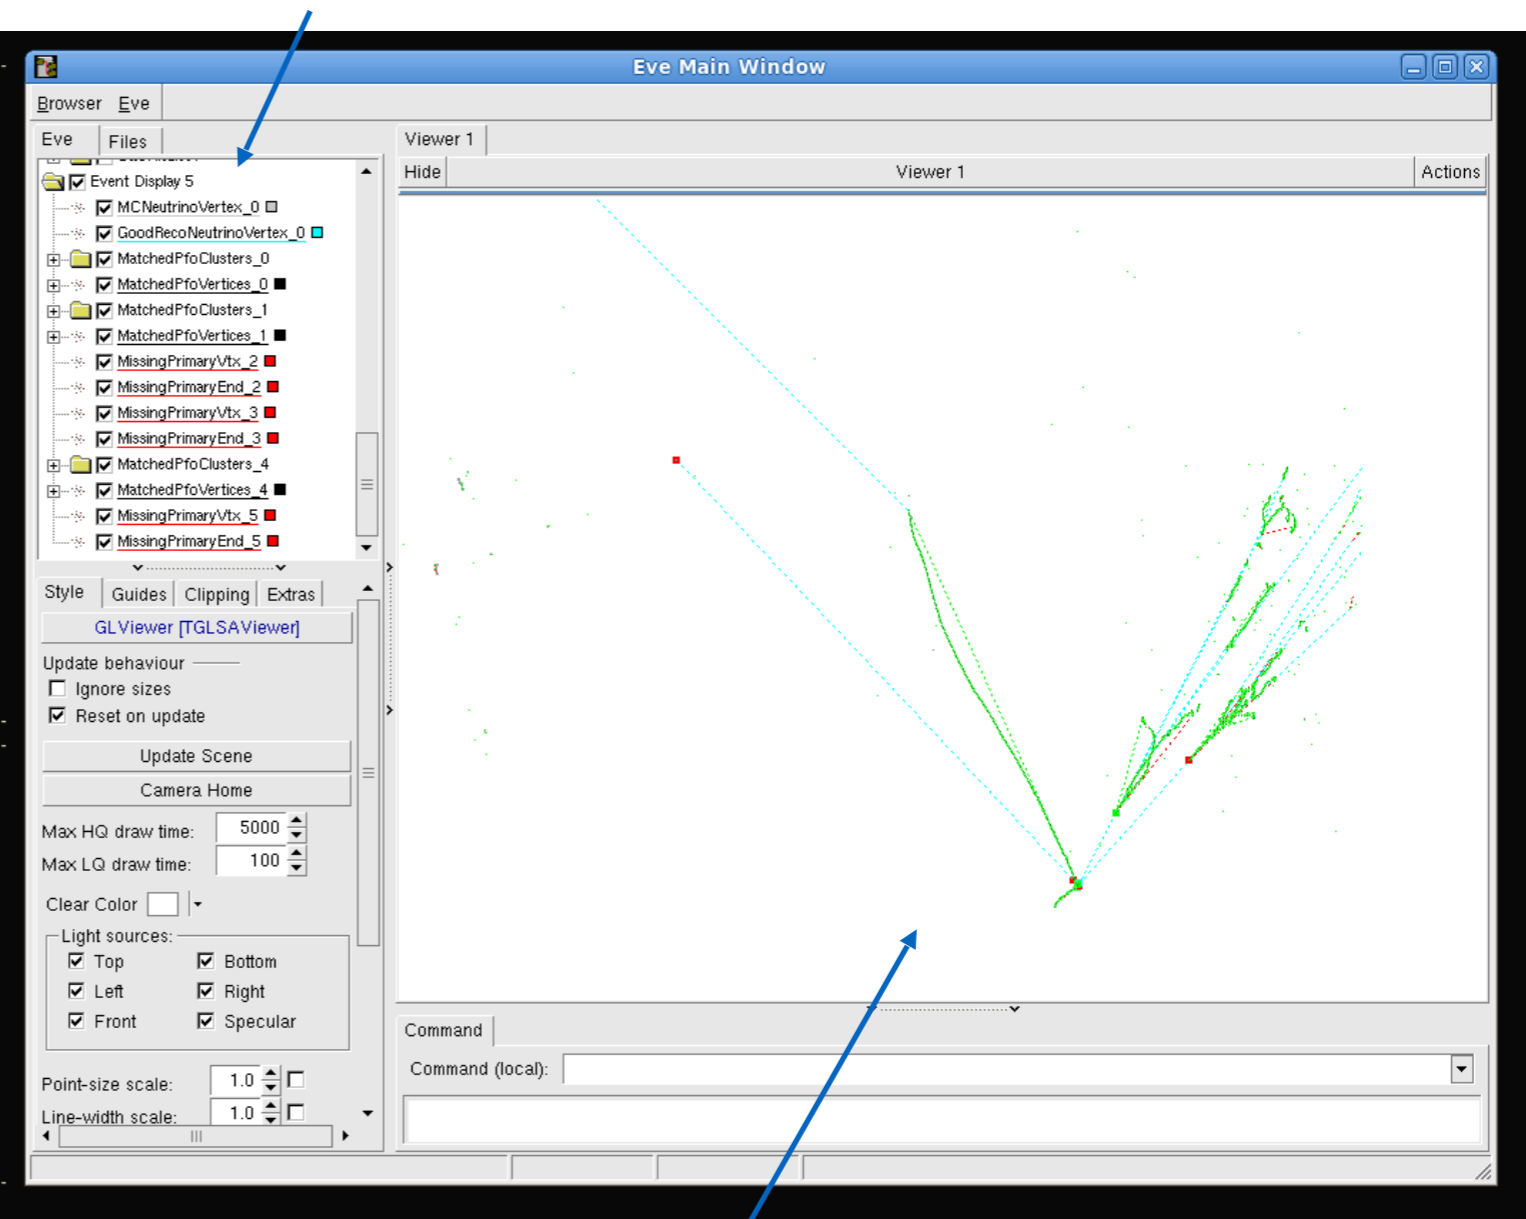 Eve Main Window
Browser Eve
Eve Files
Viewer 1
Hide Viewer 1 Actions
Event Display 5
MCNeutrinoVertex_0
GoodRecoNeutrinoVertex_0
MatchedPfoClusters_0
MatchedPfoVertices_0
MatchedPfoClusters_1
MatchedPfoVertices_1
MissingPrimaryVtx_2
MissingPrimaryEnd_2
MissingPrimaryVtx_3
MissingPrimaryEnd_3
MatchedPfoClusters_4
MatchedPfoVertices_4
MissingPrimaryVtx_5
MissingPrimaryEnd_5
Style Guides Clipping Extras
GLViewer [TGLSAViewer]
Update behaviour
Ignore sizes
Reset on update
Update Scene
Camera Home
Max HQ draw time: 5000
Max LQ draw time: 100
Clear Color
Light sources:
Top Bottom
Left Right
Front Specular
Point-size scale: 1.0
Line-width scale: 1.0
Command
Command (local):